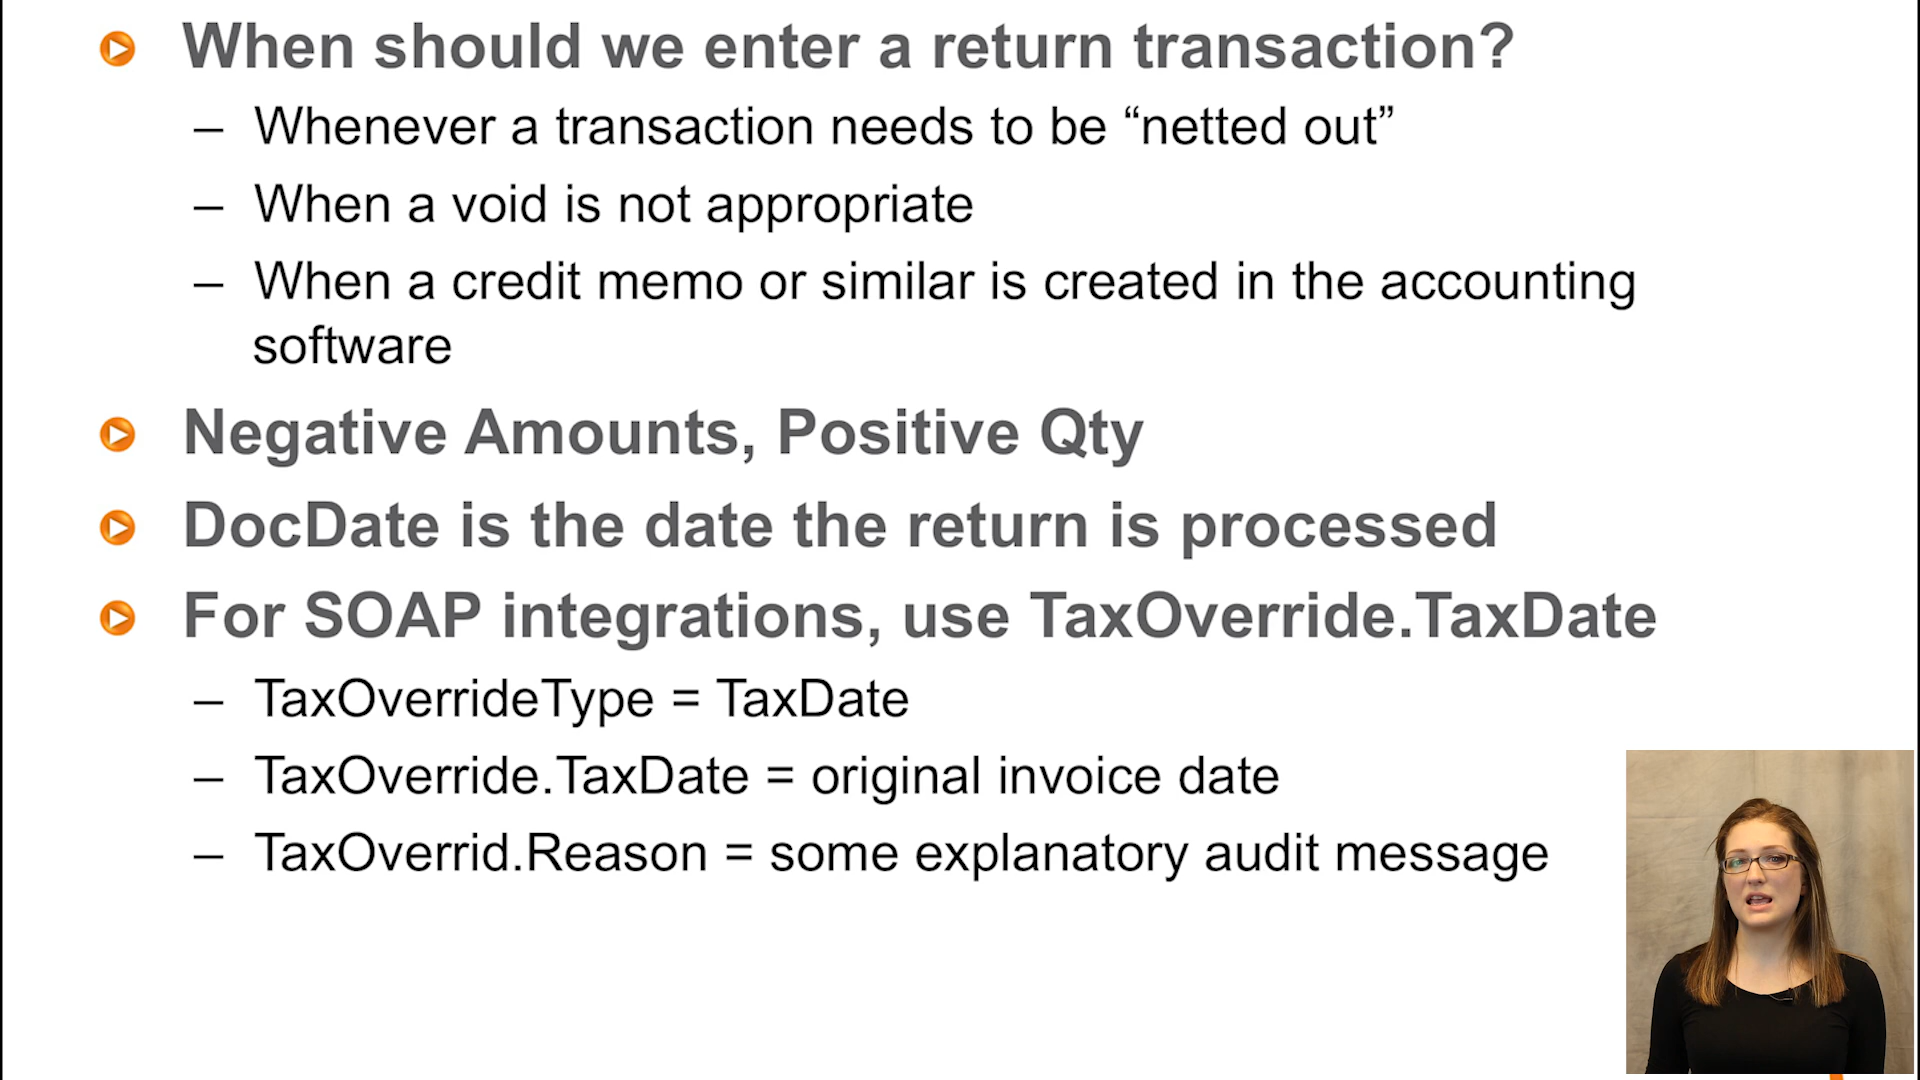 When should we enter a return transaction?
– Whenever a transaction needs to be “netted out”
– When a void is not appropriate
– When a credit memo or similar is created in the accounting
software
Negative Amounts, Positive Qty
DocDate is the date the return is processed
For SOAP integrations, use TaxOverride.TaxDate
– TaxOverrideType = TaxDate
– TaxOverride.TaxDate = original invoice date
– TaxOverrid.Reason = some explanatory audit message